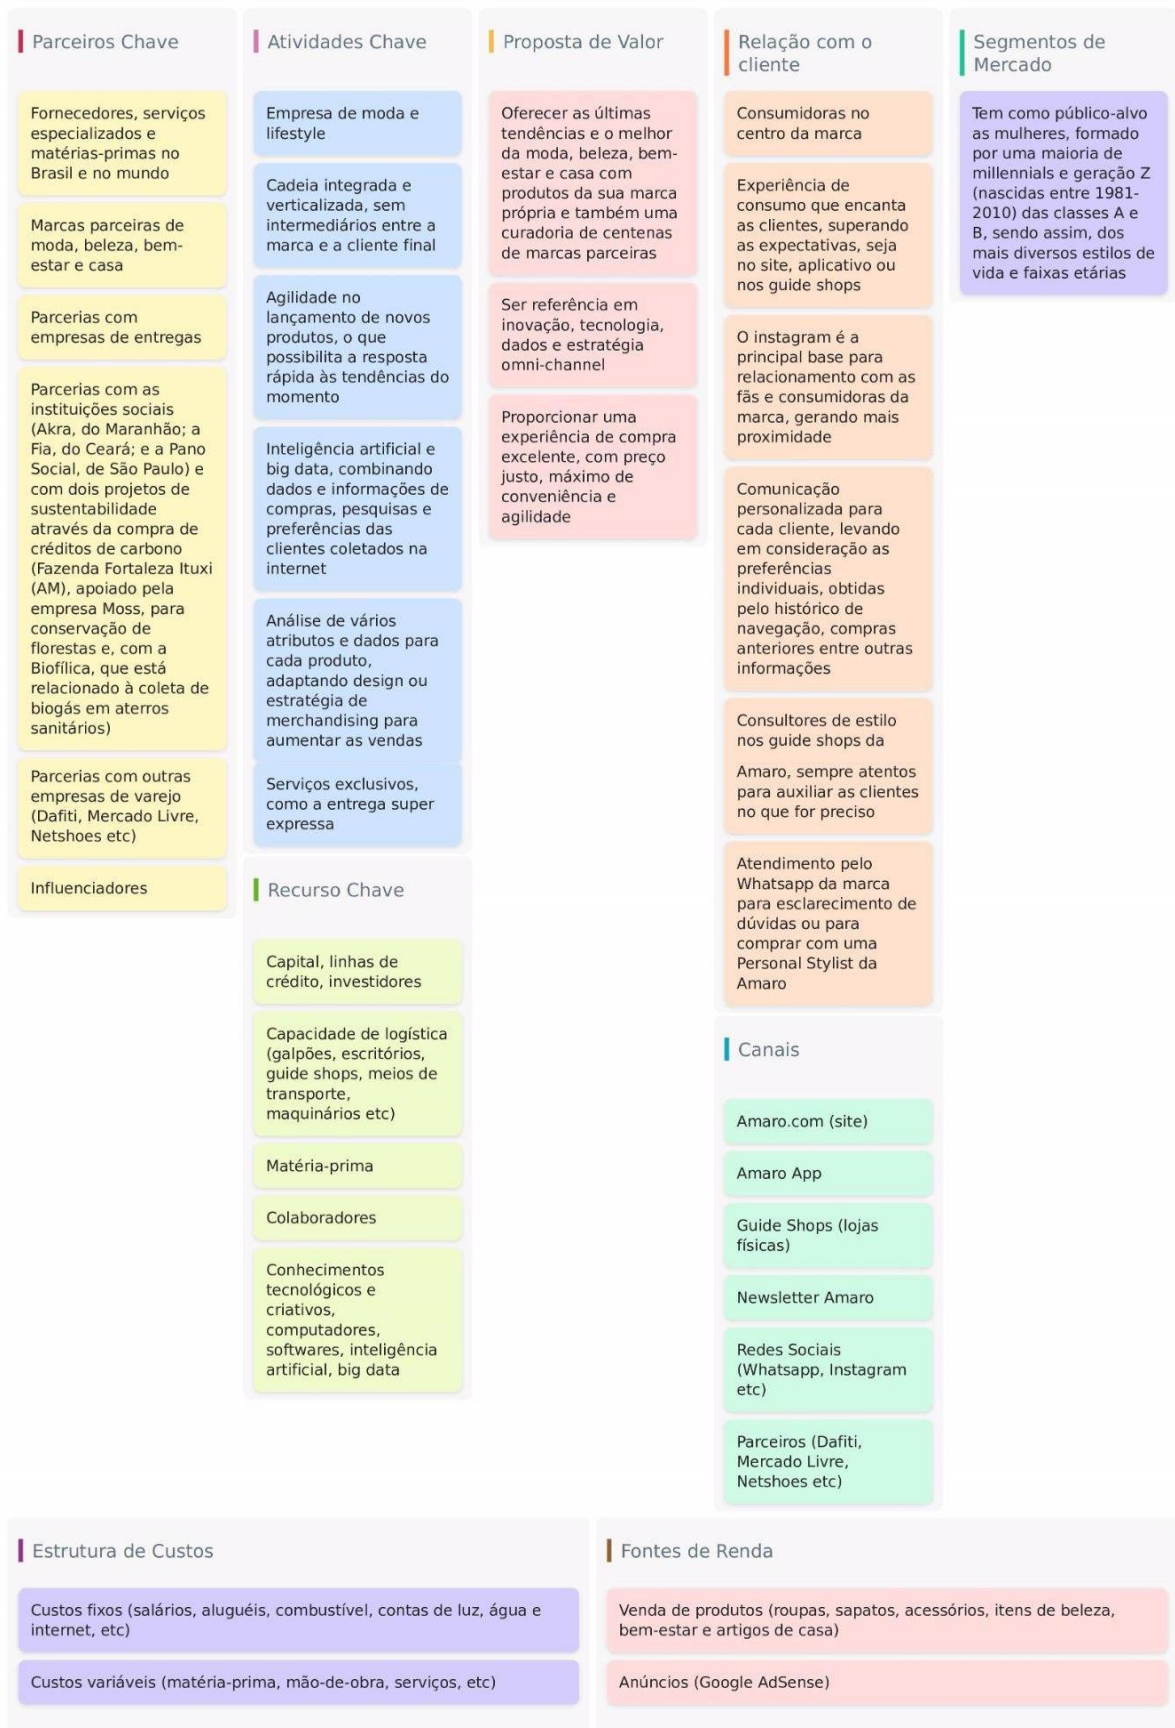 Parceiros Chave
Fornecedores, serviços
especializados e
matérias-primas no
Brasil e no mundo
Marcas parceiras de
moda, beleza, bem-
estar e casa
Parcerias com
empresas de entregas
Parcerias com as
instituições sociais
(Akra, do Maranhão; a
Fia, do Ceará; e a Pano
Social, de São Paulo) e
com dois projetos de
sustentabilidade
através da compra de
créditos de carbono
(Fazenda Fortaleza Ituxi
(AM), apoiado pela
empresa Moss, para
conservação de
florestas e, com a
Biofílica, que está
relacionado à coleta de
biogás em aterros
sanitários)
Parcerias com outras
empresas de varejo
(Dafiti, Mercado Livre,
Netshoes etc)
Influenciadores
Atividades Chave
Empresa de moda e
lifestyle
Cadeia integrada e
verticalizada, sem
intermediários entre a
marca e a cliente final
Agilidade no
lançamento de novos
produtos, o que
possibilita a resposta
rápida às tendências do
momento
Inteligência artificial e
big data, combinando
dados e informações de
compras, pesquisas e
preferências das
clientes coletados na
internet
Análise de vários
atributos e dados para
cada produto,
adaptando design ou
estratégia de
merchandising para
aumentar as vendas
Serviços exclusivos,
como a entrega super
expressa
Recurso Chave
Capital, linhas de
crédito, investidores
Capacidade de logística
(galpões, escritórios,
guide shops, meios de
transporte,
maquinários etc)
Matéria-prima
Colaboradores
Conhecimentos
tecnológicos e
criativos,
computadores,
softwares, inteligência
artificial, big data
Proposta de Valor
Oferecer as últimas
tendências e o melhor
da moda, beleza, bem-
estar e casa com
produtos da sua marca
própria e também uma
curadoria de centenas
de marcas parceiras
Ser referência em
inovação, tecnologia,
dados e estratégia
omni-channel
Proporcionar uma
experiência de compra
excelente, com preço
justo, máximo de
conveniência e
agilidade
Relação com o
cliente
Consumidoras no
centro da marca
Experiência de
consumo que encanta
as clientes, superando
as expectativas, seja
no site, aplicativo ou
nos guide shops
O instagram é a
principal base para
relacionamento com as
fãs e consumidoras da
marca, gerando mais
proximidade
Comunicação
personalizada para
cada cliente, levando
em consideração as
preferências
individuais, obtidas
pelo histórico de
navegação, compras
anteriores entre outras
informações
Consultores de estilo
nos guide shops da
Amaro, sempre atentos
para auxiliar as clientes
no que for preciso
Atendimento pelo
Whatsapp da marca
para esclarecimento de
dúvidas ou para
comprar com uma
Personal Stylist da
Amaro
Canais
Amaro.com (site)
Amaro App
Guide Shops (lojas
físicas)
Newsletter Amaro
Redes Sociais
(Whatsapp, Instagram
etc)
Parceiros (Dafiti,
Mercado Livre,
Netshoes etc)
Segmentos de
Mercado
Tem como público-alvo
as mulheres, formado
por uma maioria de
millennials e geração Z
(nascidas entre 1981-
2010) das classes A e
B, sendo assim, dos
mais diversos estilos de
vida e faixas etárias
Estrutura de Custos
Custos fixos (salários, aluguéis, combustível, contas de luz, água e
internet, etc)
Custos variáveis (matéria-prima, mão-de-obra, serviços, etc)
Fontes de Renda
Venda de produtos (roupas, sapatos, acessórios, itens de beleza,
bem-estar e artigos de casa)
Anúncios (Google AdSense)